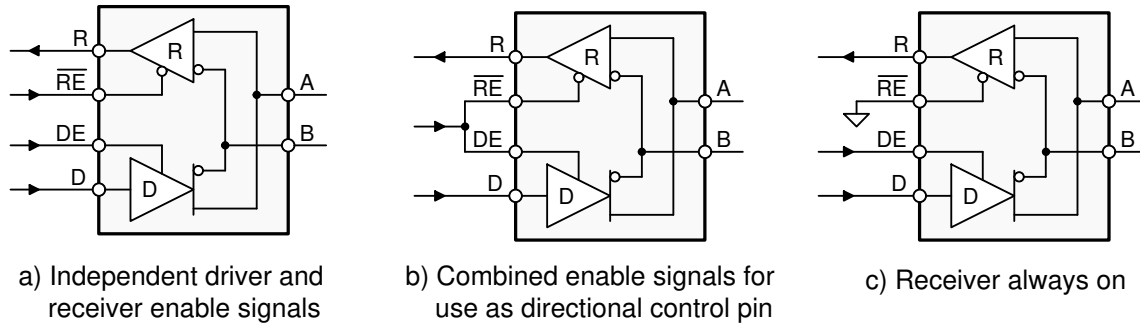 R
R
RE
A
DE
B
D
D
a) Independent driver and
receiver enable signals
R
R
RE
A
DE
B
D
D
b) Combined enable signals for
use as directional control pin
R
R
RE
A
DE
B
D
D
c) Receiver always on